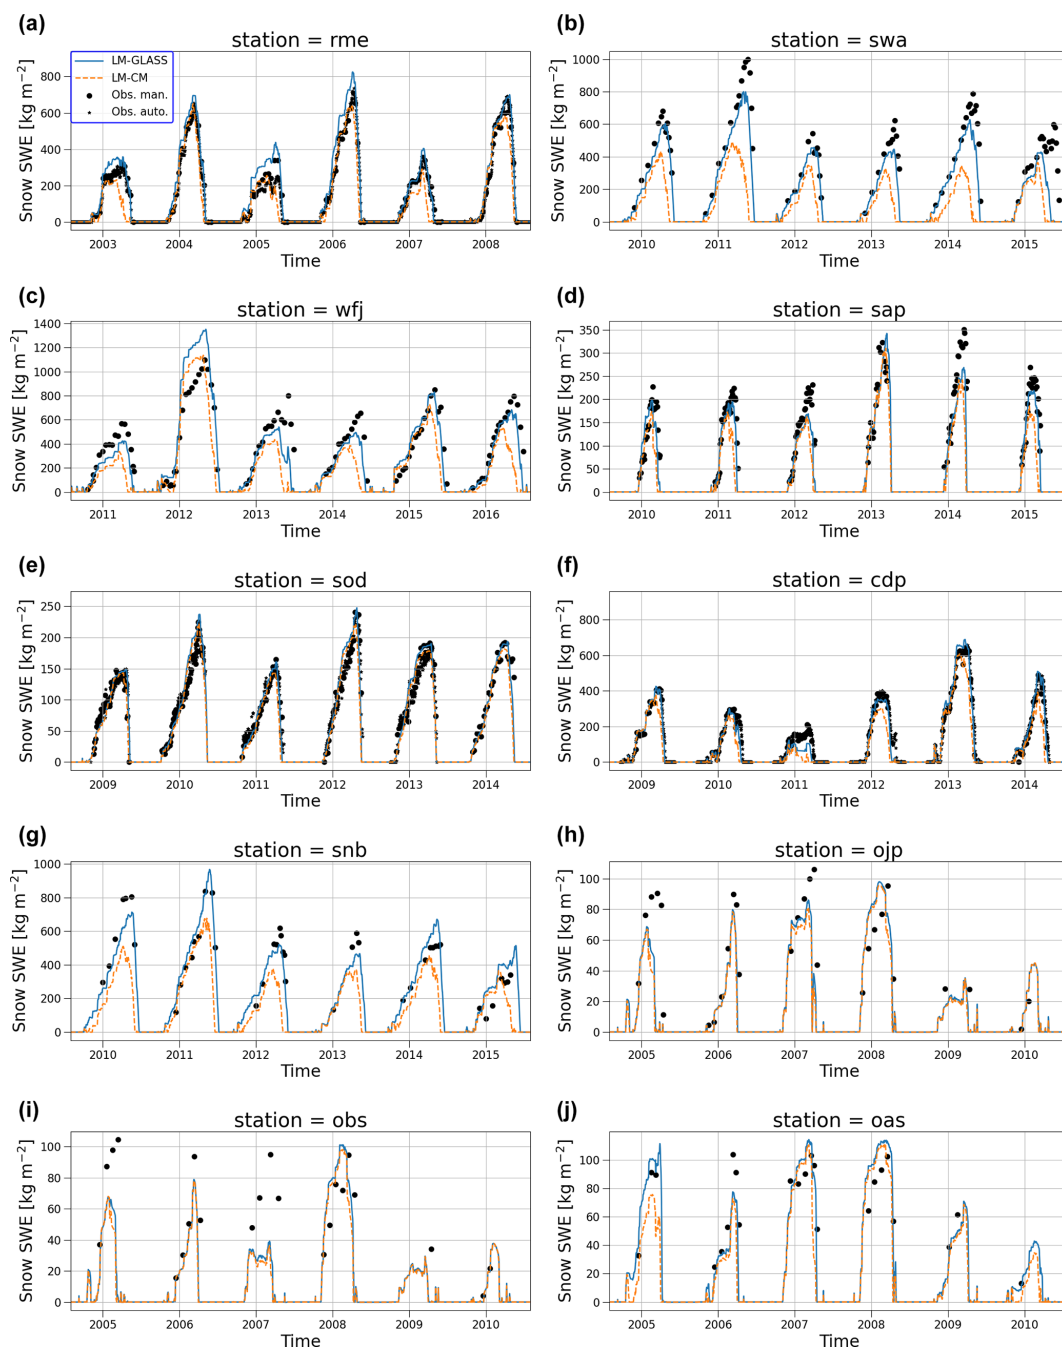 (a)
station = rme
LM-GLASS
LM-CM
Obs. man.
Obs. auto.
Snow SWE [kg m−2]
800
600
400
200
0
2003 2004 2005 2006 2007 2008
Time
(b)
station = swa
Snow SWE [kg m−2]
1000
800
600
400
200
0
2010 2011 2012 2013 2014 2015
Time
(c)
station = wfj
Snow SWE [kg m−2]
1400
1200
1000
800
600
400
200
0
2011 2012 2013 2014 2015 2016
Time
(d)
station = sap
Snow SWE [kg m−2]
350
300
250
200
150
100
50
0
2010 2011 2012 2013 2014 2015
Time
(e)
station = sod
Snow SWE [kg m−2]
250
200
150
100
50
0
2009 2010 2011 2012 2013 2014
Time
(f)
station = cdp
Snow SWE [kg m−2]
800
600
400
200
0
2009 2010 2011 2012 2013 2014
Time
(g)
station = snb
Snow SWE [kg m−2]
1000
800
600
400
200
0
2010 2011 2012 2013 2014 2015
Time
(h)
station = ojp
Snow SWE [kg m−2]
100
80
60
40
20
0
2005 2006 2007 2008 2009 2010
Time
(i)
station = obs
Snow SWE [kg m−2]
100
80
60
40
20
0
2005 2006 2007 2008 2009 2010
Time
(j)
station = oas
Snow SWE [kg m−2]
100
80
60
40
20
0
2005 2006 2007 2008 2009 2010
Time